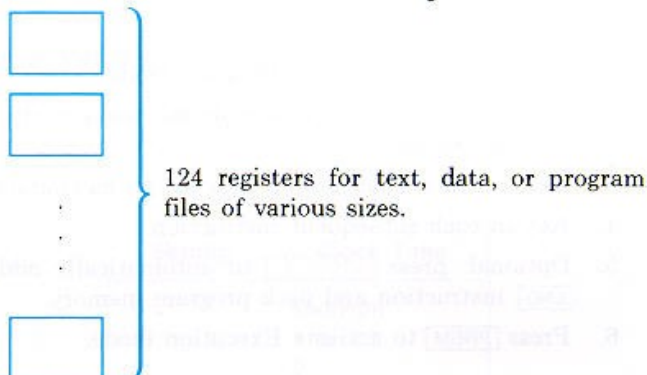 124 registers for text, data, or program
files of various sizes.